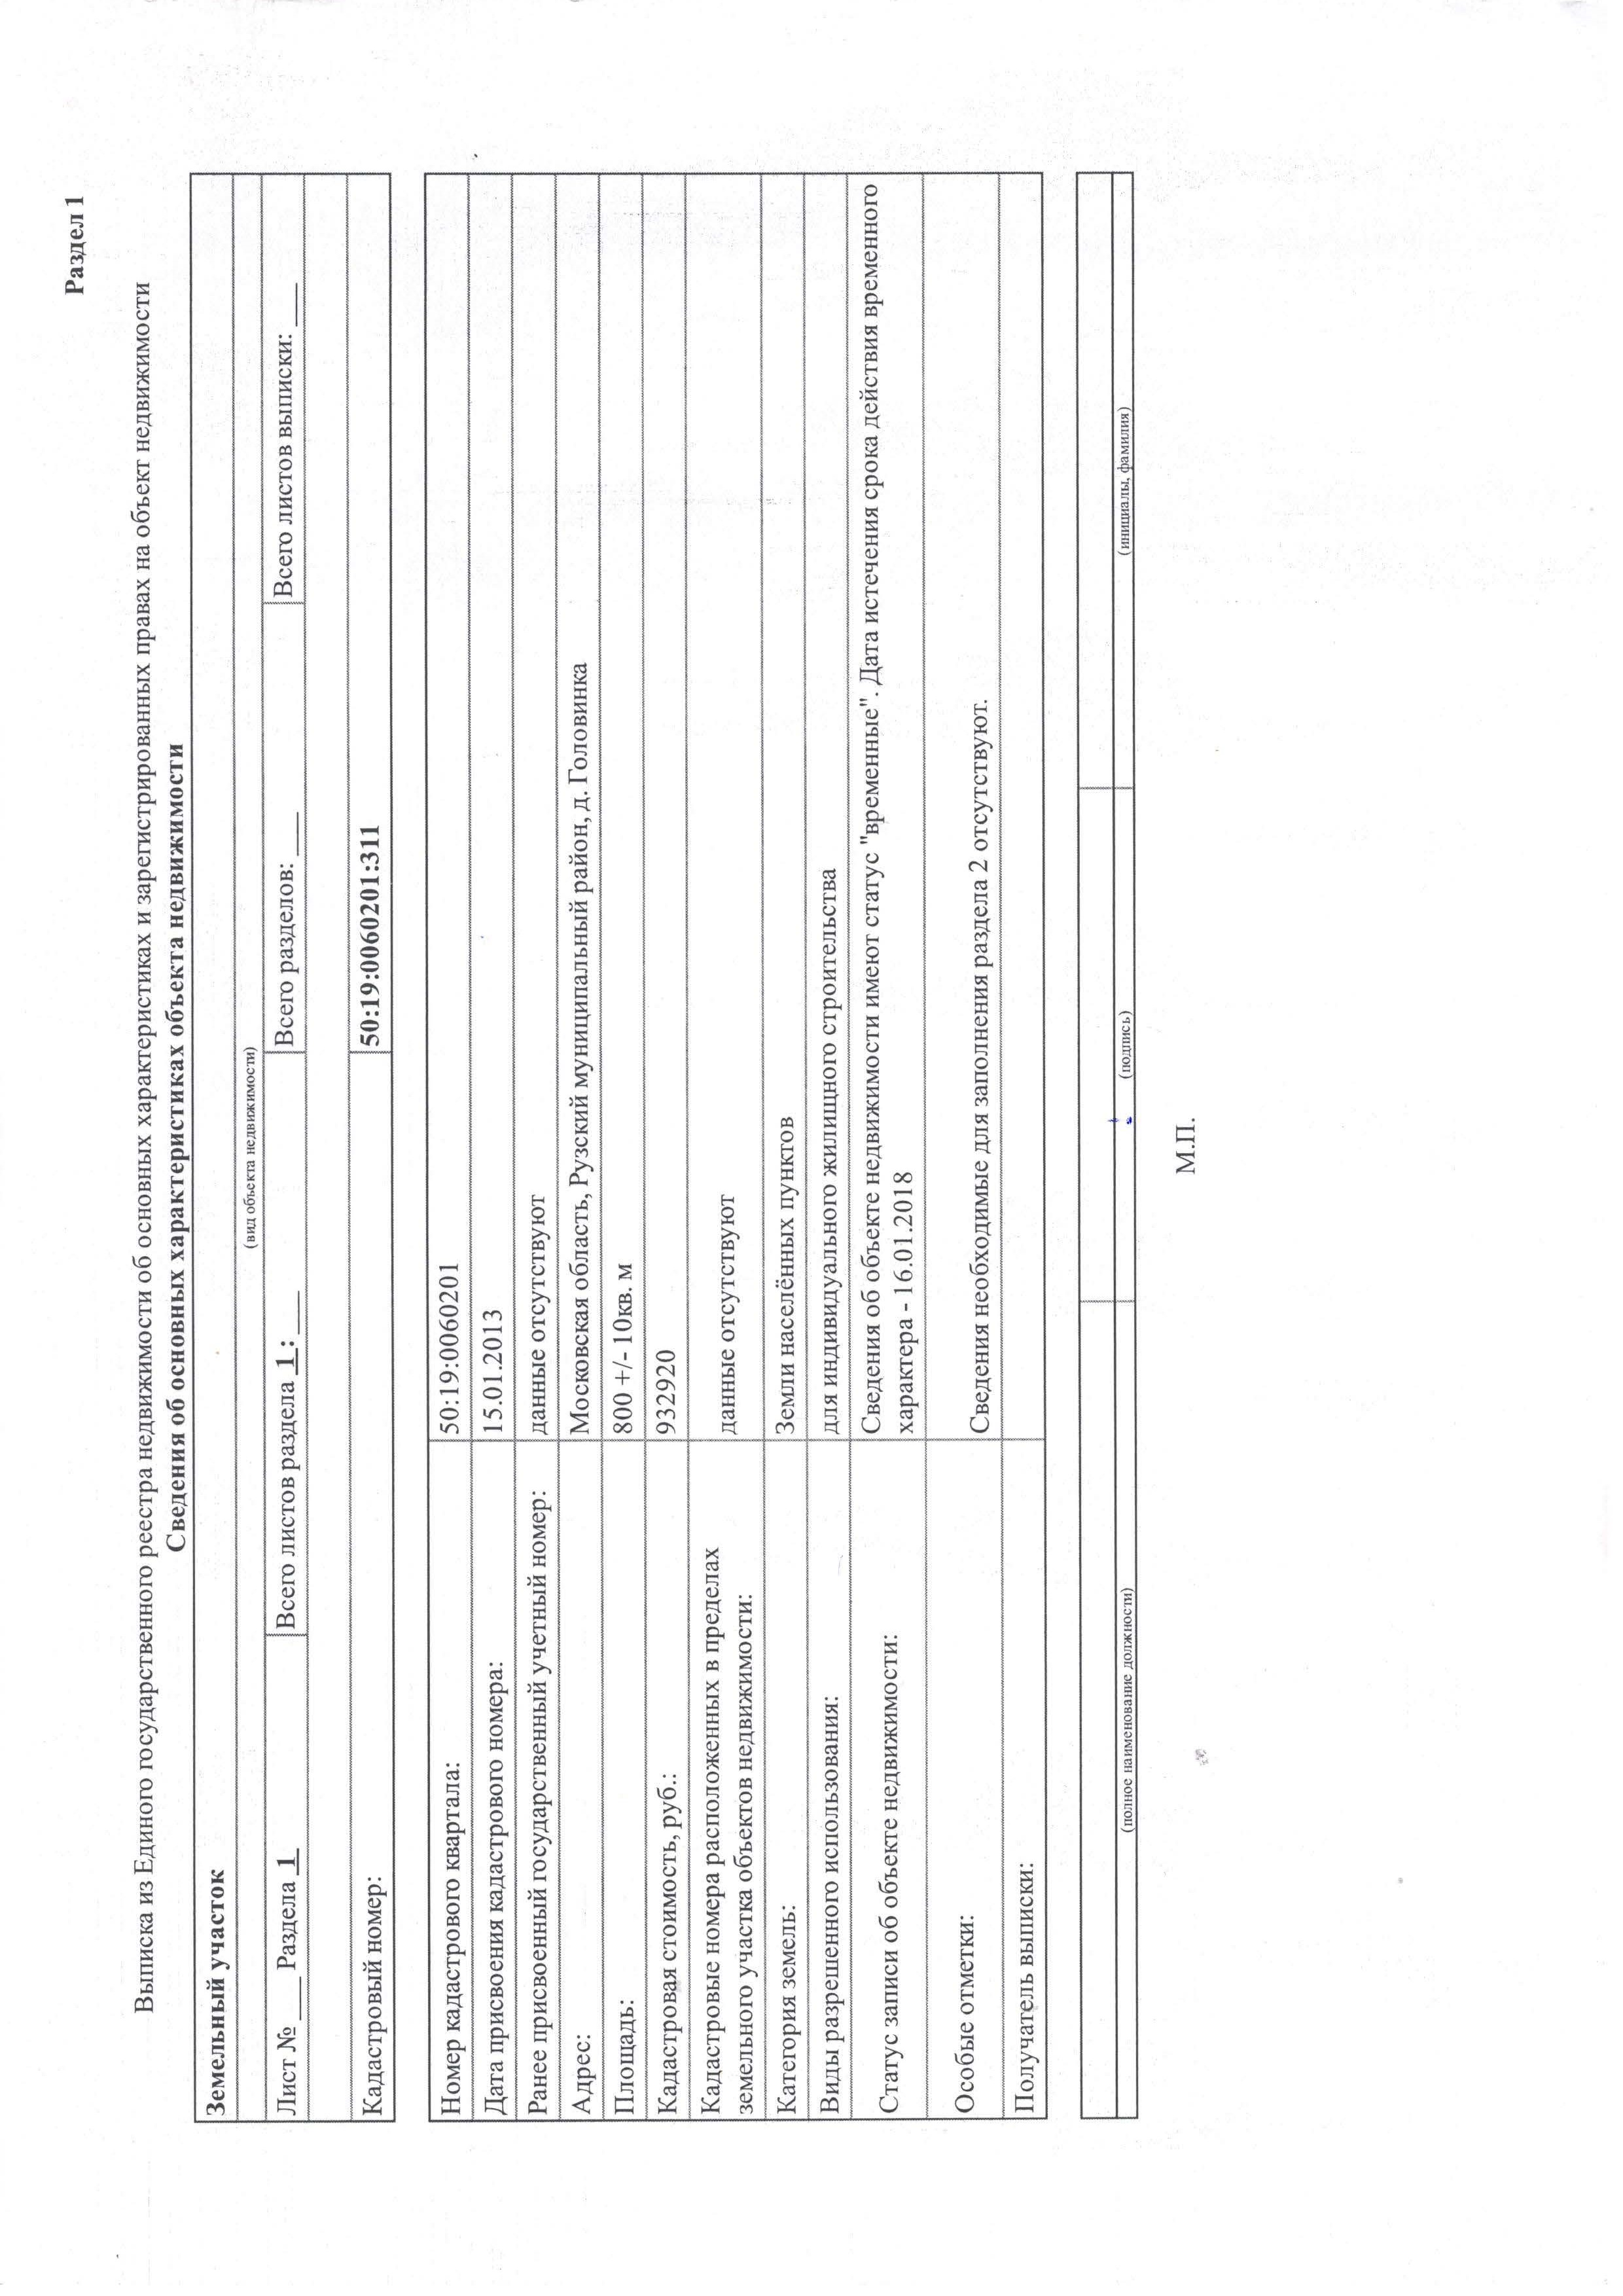 Раздел 1
Выписка из Единого государственного реестра недвижимости об основных характеристиках и зарегистрированных правах на объект недвижимости
Сведения об основных характеристиках объекта недвижимости
Земельный участок
(вид объекта недвижимости)
Лист № ___ Раздела 1 Всего листов раздела 1 : ___ Всего разделов: ___ Всего листов выписки: ___
Кадастровый номер: 50:19:0060201:311
Номер кадастрового квартала: 50:19:0060201
Дата присвоения кадастрового номера: 15.01.2013
Ранее присвоенный государственный учетный номер: данные отсутствуют
Адрес: Московская область, Рузский муниципальный район, д. Головинка
Площадь: 800 +/- 10кв. м
Кадастровая стоимость, руб.: 932920
Кадастровые номера расположенных в пределах
земельного участка объектов недвижимости: данные отсутствуют
Категория земель: Земли населённых пунктов
Виды разрешенного использования: для индивидуального жилищного строительства
Статус записи об объекте недвижимости: Сведения об объекте недвижимости имеют статус "временные". Дата истечения срока действия временного
характера - 16.01.2018
Особые отметки: Сведения необходимые для заполнения раздела 2 отсутствуют.
Получатель выписки:
(полное наименование должности) (подпись) (инициалы, фамилия)
М.П.